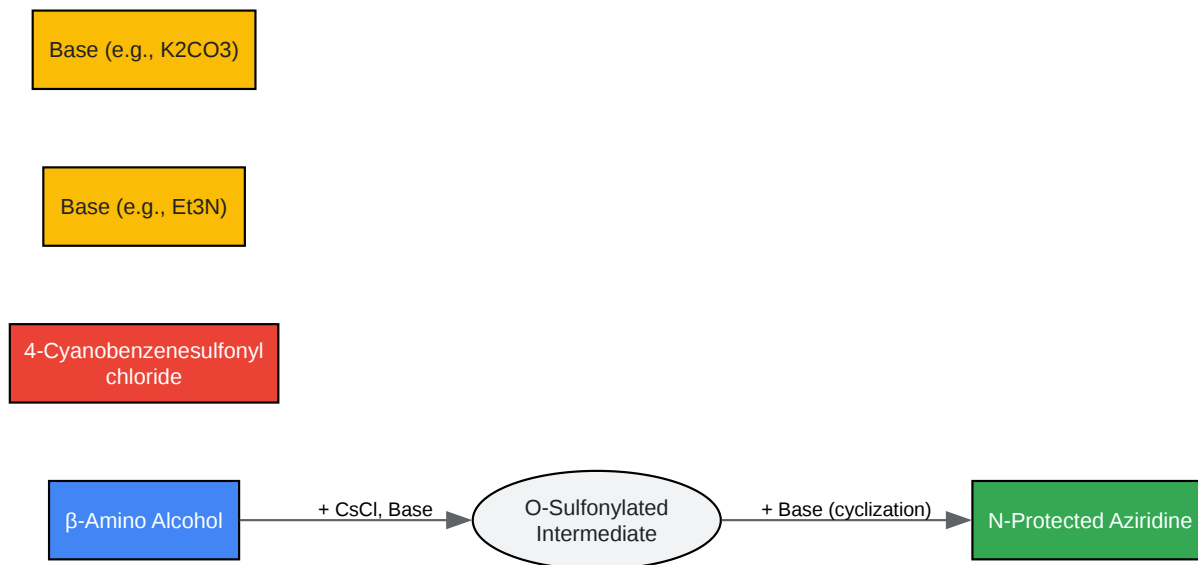 Base (e.g., K2CO3)
Base (e.g., Et3N)
4-Cyanobenzenesulfonyl
chloride
β-Amino Alcohol
+ CsCl, Base
O-Sulfonylated
Intermediate
+ Base (cyclization)
N-Protected Aziridine